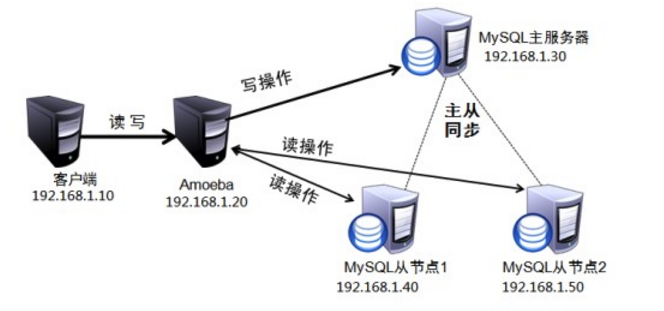 MySQL主服务器
192.168.1.30
写操作
主从
同步
读 写
读操作
读操作
客户端
192.168.1.10
Amoeba
192.168.1.20
MySQL从节点1
192.168.1.40
MySQL从节点2
192.168.1.50